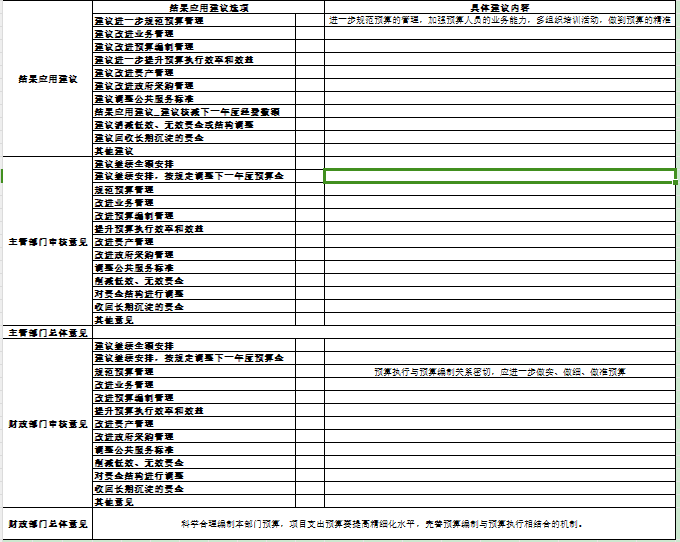 结果应用建议选项 具体建议内容
结果应用建议
建议进一步规范预算管理 进一步规范预算的管理，加强预算人员的业务能力，多组织培训活动，做到预算的精准
建议改进业务管理
建议改进预算编制管理
建议进一步提升预算执行效率和效益
建议改进资产管理
建议改进政府采购管理
建议调整公共服务标准
结果应用建议_建议核减下一年度经费数额
建议消减低效、无效资金或结构调整
建议回收长期沉淀的资金
其他建议
主管部门审核意见
建议继续全额安排
建议继续安排，按规定调整下一年度预算金
规范预算管理
改进业务管理
改进预算编制管理
提升预算执行效率和效益
改进资产管理
改进政府采购管理
调整公共服务标准
削减低效、无效资金
对资金结构进行调整
收回长期沉淀的资金
其他意见
主管部门总体意见
财政部门审核意见
建议继续全额安排
建议继续安排，按规定调整下一年度预算金
规范预算管理 预算执行与预算编制关系密切，应进一步做实、做细、做准预算
改进业务管理
改进预算编制管理
提升预算执行效率和效益
改进资产管理
改进政府采购管理
调整公共服务标准
削减低效、无效资金
对资金结构进行调整
收回长期沉淀的资金
其他意见
财政部门总体意见 科学合理编制本部门预算，项目支出预算要提高精细化水平，完善预算编制与预算执行相结合的机制。